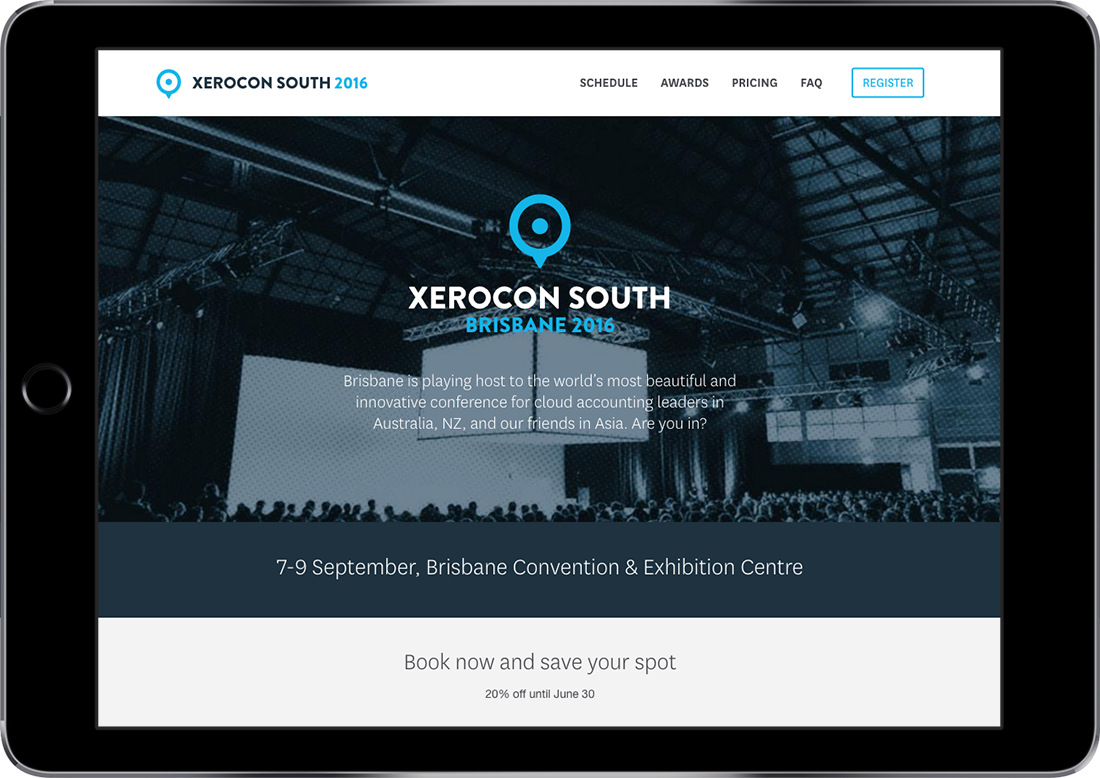 XEROCON SOUTH 2016
SCHEDULE AWARDS PRICING FAQ REGISTER
XEROCON SOUTH
BRISBANE 2016
Brisbane is playing host to the world’s most beautiful and
innovative conference for cloud accounting leaders in
Australia, NZ, and our friends in Asia. Are you in?
7-9 September, Brisbane Convention & Exhibition Centre
Book now and save your spot
20% off until June 30